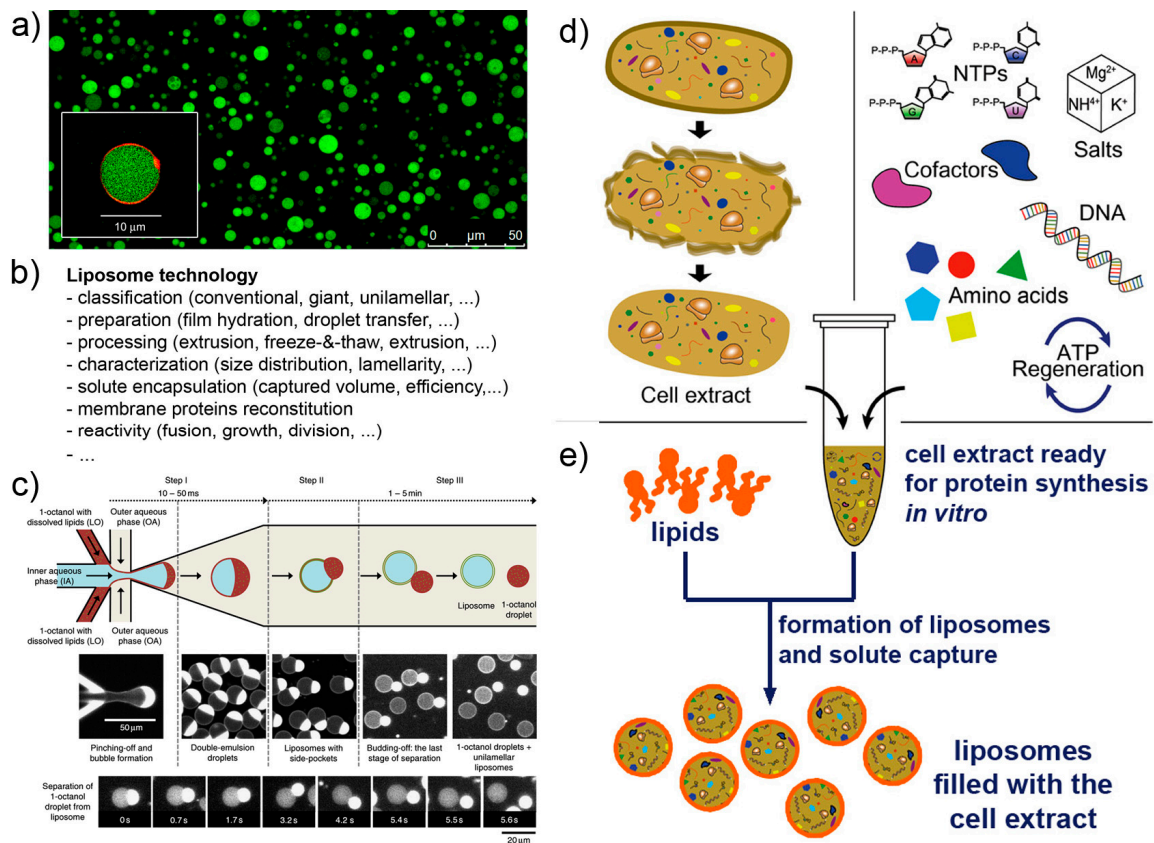 a)
10 µm
0 µm 50
b)
Liposome technology
- classification (conventional, giant, unilamellar, ...)
- preparation (film hydration, droplet transfer, ...)
- processing (extrusion, freeze-&-thaw, extrusion, ...)
- characterization (size distribution, lamellarity, ...)
- solute encapsulation (captured volume, efficiency,...)
- membrane proteins reconstitution
- reactivity (fusion, growth, division, ...)
- ...
c)
Step I
10 – 50 ms
Step II
Step III
1 – 5 min
1-octanol with
dissolved lipids (LO)
Outer aqueous
phase (OA)
Inner aqueous
phase (IA)
1-octanol with
dissolved lipids (LO)
Outer aqueous
phase (OA)
Liposome
1-octanol
droplet
50 µm
Pinching-off and
bubble formation
Double-emulsion
droplets
Liposomes with
side-pockets
Budding-off: the last
stage of separation
1-octanol droplets +
unilamellar
liposomes
Separation of
1-octanol
droplet from
liposome
0 s
0.7 s
1.7 s
3.2 s
4.2 s
5.4 s
5.5 s
5.6 s
20 µm
d)
Cell extract
P-P-P- A
P-P-P- C
NTPs
P-P-P- G
P-P-P- U
Mg2+
NH4+
K+
Salts
Cofactors
DNA
Amino acids
ATP
Regeneration
e)
lipids
cell extract ready
for protein synthesis
in vitro
formation of liposomes
and solute capture
liposomes
filled with the
cell extract